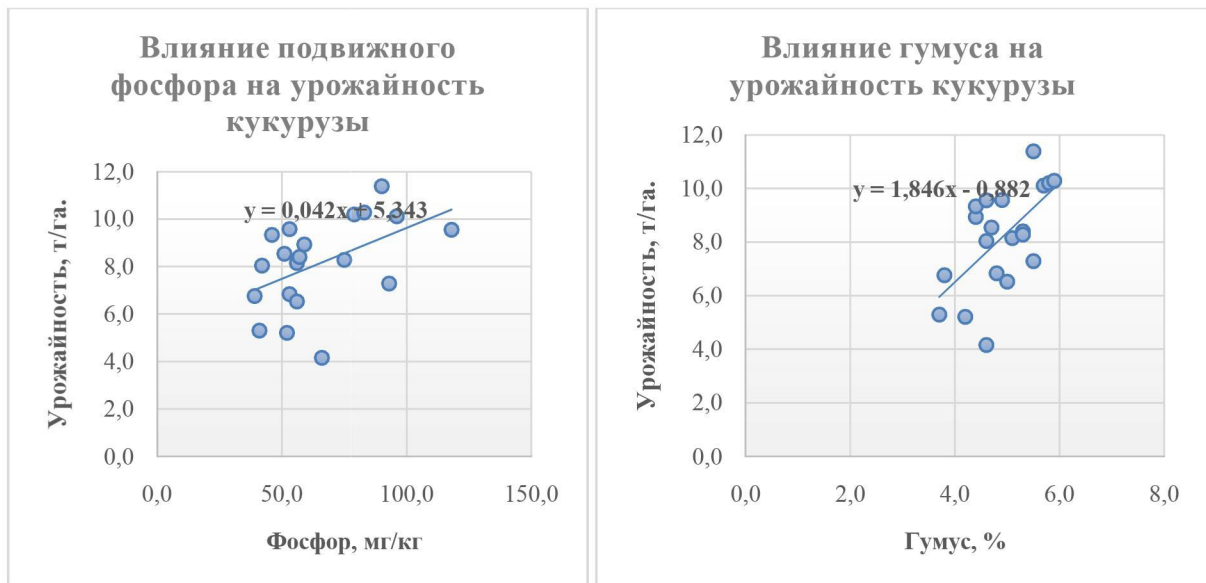 Влияние подвижного
фосфора на урожайность
кукурузы
12,0
10,0
8,0
6,0
4,0
2,0
0,0
y = 0,042x + 5,343
0,0 50,0 100,0 150,0
Урожайность, т/га.
Фосфор, мг/кг
Влияние гумуса на
урожайность кукурузы
12,0
10,0
8,0
6,0
4,0
2,0
0,0
y = 1,846x - 0,882
0,0 2,0 4,0 6,0 8,0
Урожайность, т/га.
Гумус, %